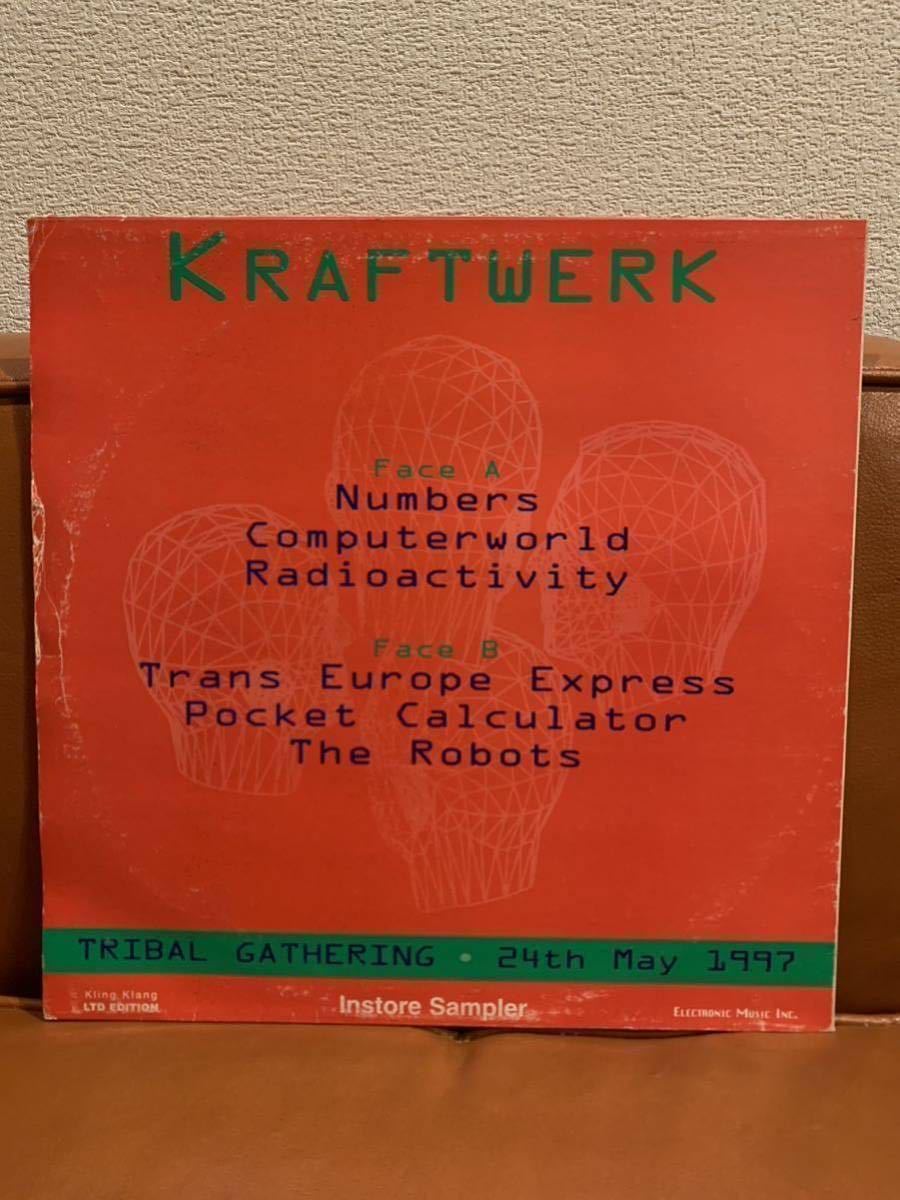 KRAFTWERK
Face A
Numbers
Computerworld
Radioactivity
Face B
Trans Europe Express
Pocket Calculator
The Robots
TRIBAL GATHERING • 24th May 1997
Kling Klang
LTD EDITION
Instore Sampler
ELECTRONIC MUSIC INC.